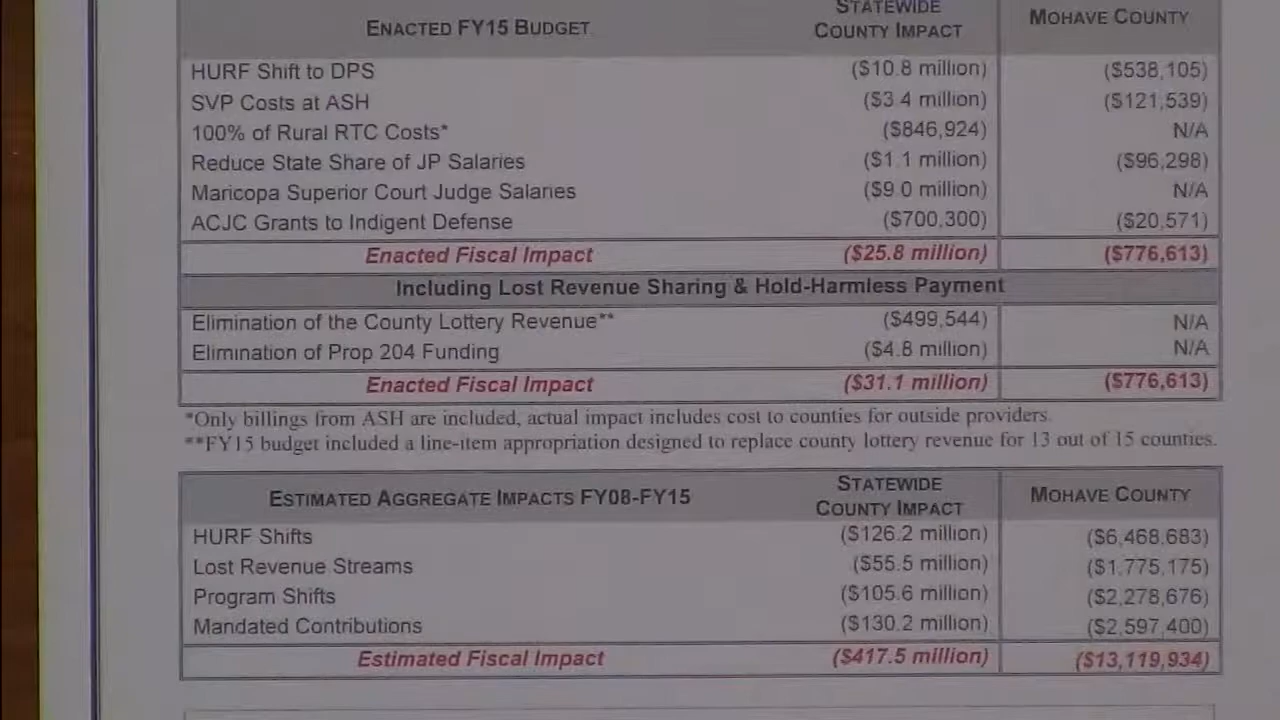 STATEWIDE
ENACTED FY15 BUDGET COUNTY IMPACT MOHAVE COUNTY
HURF Shift to DPS ($10.8 million) ($538,105)
SVP Costs at ASH ($3.4 million) ($121,539)
100% of Rural RTC Costs* ($846,924) N/A
Reduce State Share of JP Salaries ($1.1 million) ($96,298)
Maricopa Superior Court Judge Salaries ($9.0 million) N/A
ACJC Grants to Indigent Defense ($700,300) ($20,571)
Enacted Fiscal Impact ($25.8 million) ($776,613)
Including Lost Revenue Sharing & Hold-Harmless Payment
Elimination of the County Lottery Revenue** ($499,544) N/A
Elimination of Prop 204 Funding ($4.8 million) N/A
Enacted Fiscal Impact ($31.1 million) ($776,613)
*Only billings from ASH are included, actual impact includes cost to counties for outside providers.
**FY15 budget included a line-item appropriation designed to replace county lottery revenue for 13 out of 15 counties.
STATEWIDE
ESTIMATED AGGREGATE IMPACTS FY08-FY15 COUNTY IMPACT MOHAVE COUNTY
HURF Shifts ($126.2 million) ($6,468,683)
Lost Revenue Streams ($55.5 million) ($1,775,175)
Program Shifts ($105.6 million) ($2,278,676)
Mandated Contributions ($130.2 million) ($2,597,400)
Estimated Fiscal Impact ($417.5 million) ($13,119,934)